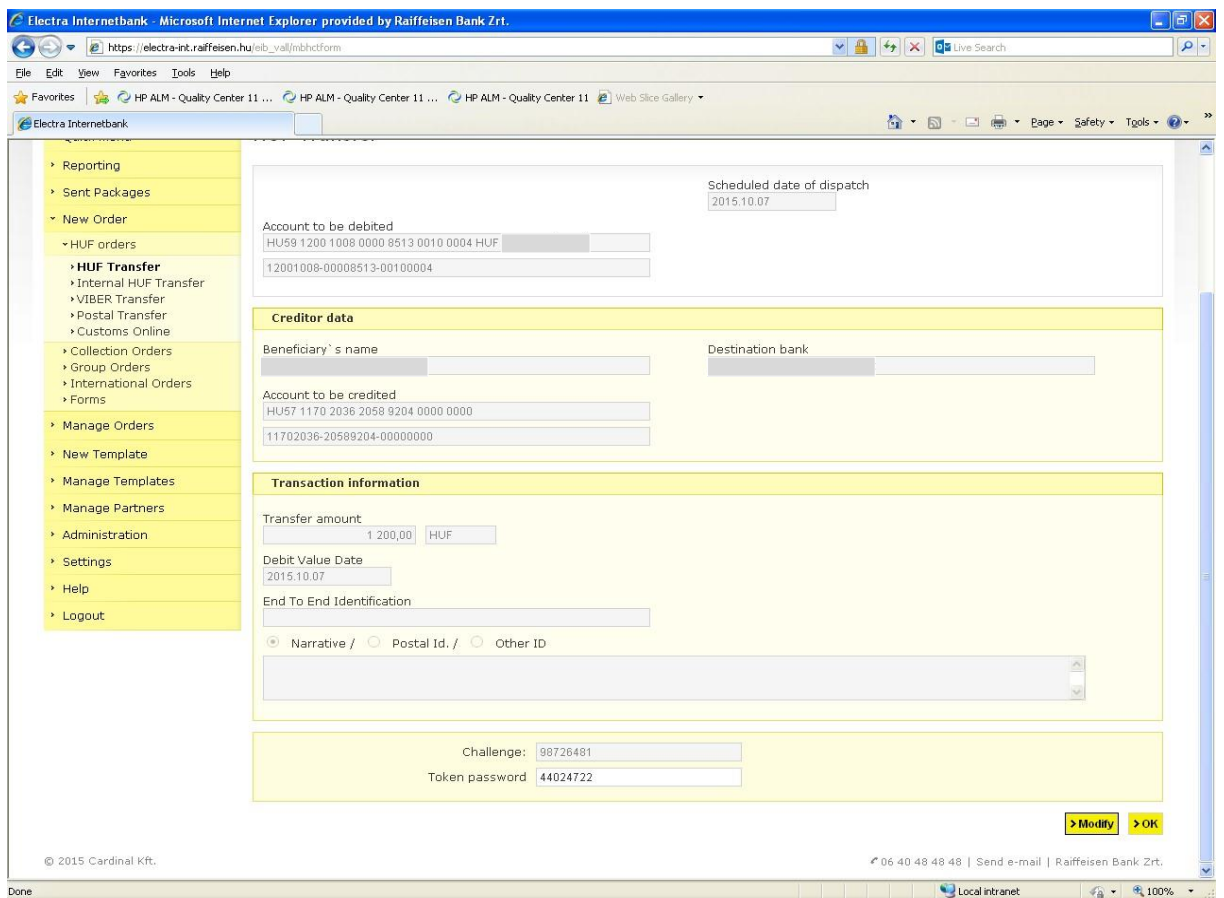 Electra Internetbank - Microsoft Internet Explorer provided by Raiffeisen Bank Zrt.
https://electra-int.raiffeisen.hu/eib_vall/mbhctform
Live Search
File Edit View Favorites Tools Help
Favorites HP ALM - Quality Center 11 ... HP ALM - Quality Center 11 ... HP ALM - Quality Center 11 Web Slice Gallery
Electra Internetbank
Page Safety Tools
Reporting
Sent Packages
New Order
HUF orders
HUF Transfer
Internal HUF Transfer
VIBER Transfer
Postal Transfer
Customs Online
Collection Orders
Group Orders
International Orders
Forms
Manage Orders
New Template
Manage Templates
Manage Partners
Administration
Settings
Help
Logout
Scheduled date of dispatch
2015.10.07
Account to be debited
HU59 1200 1008 0000 8513 0010 0004 HUF
12001008-00008513-00100004
Creditor data
Beneficiary`s name
Destination bank
Account to be credited
HU57 1170 2036 2058 9204 0000 0000
11702036-20589204-00000000
Transaction information
Transfer amount
1 200,00 HUF
Debit Value Date
2015.10.07
End To End Identification
Narrative / Postal Id. / Other ID
Challenge: 98726481
Token password 44024722
> Modify > OK
© 2015 Cardinal Kft.
06 40 48 48 48 | Send e-mail | Raiffeisen Bank Zrt.
Done
Local intranet
100%